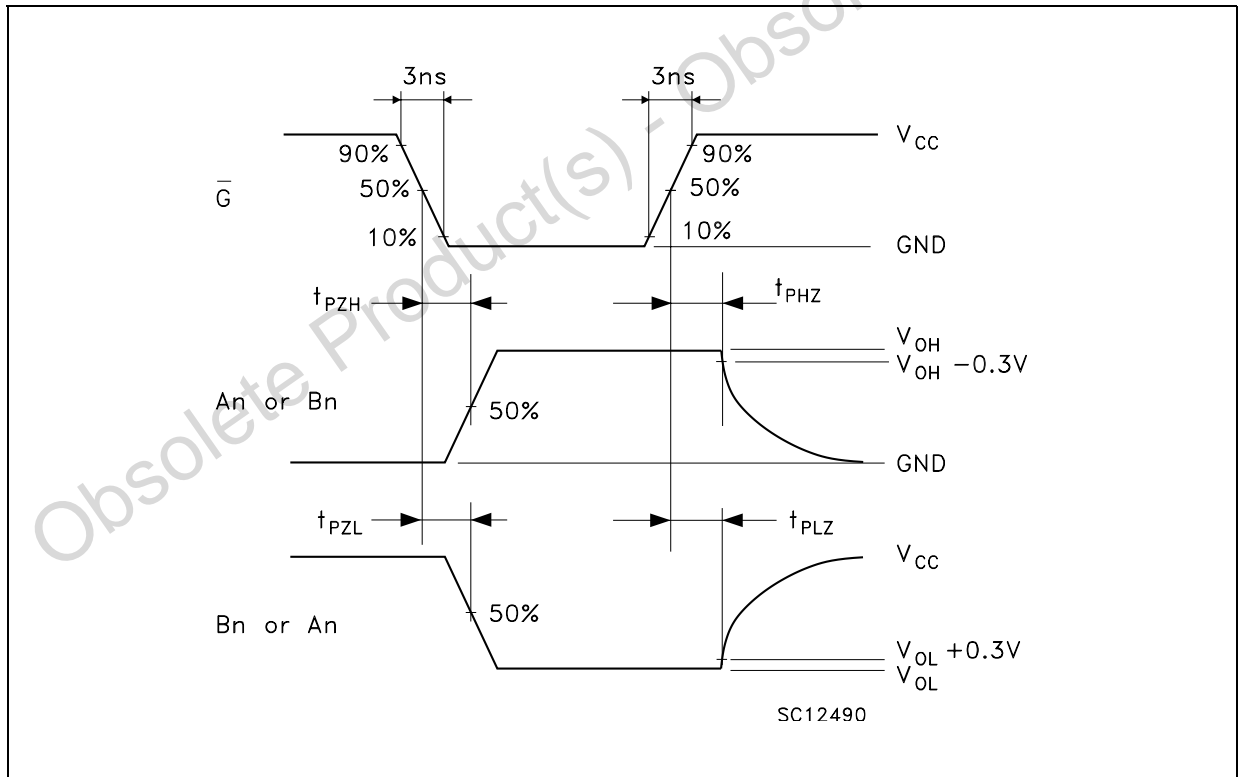 Obsolete Product(s) - Obsol
3ns 3ns
V_CC
90% 90%
G̅ 50% 50%
10% 10%
GND
t_PZH t_PHZ
V_OH
V_OH −0.3V
An or Bn 50%
GND
t_PZL t_PLZ
V_CC
50%
Bn or An
V_OL +0.3V
V_OL
SC12490